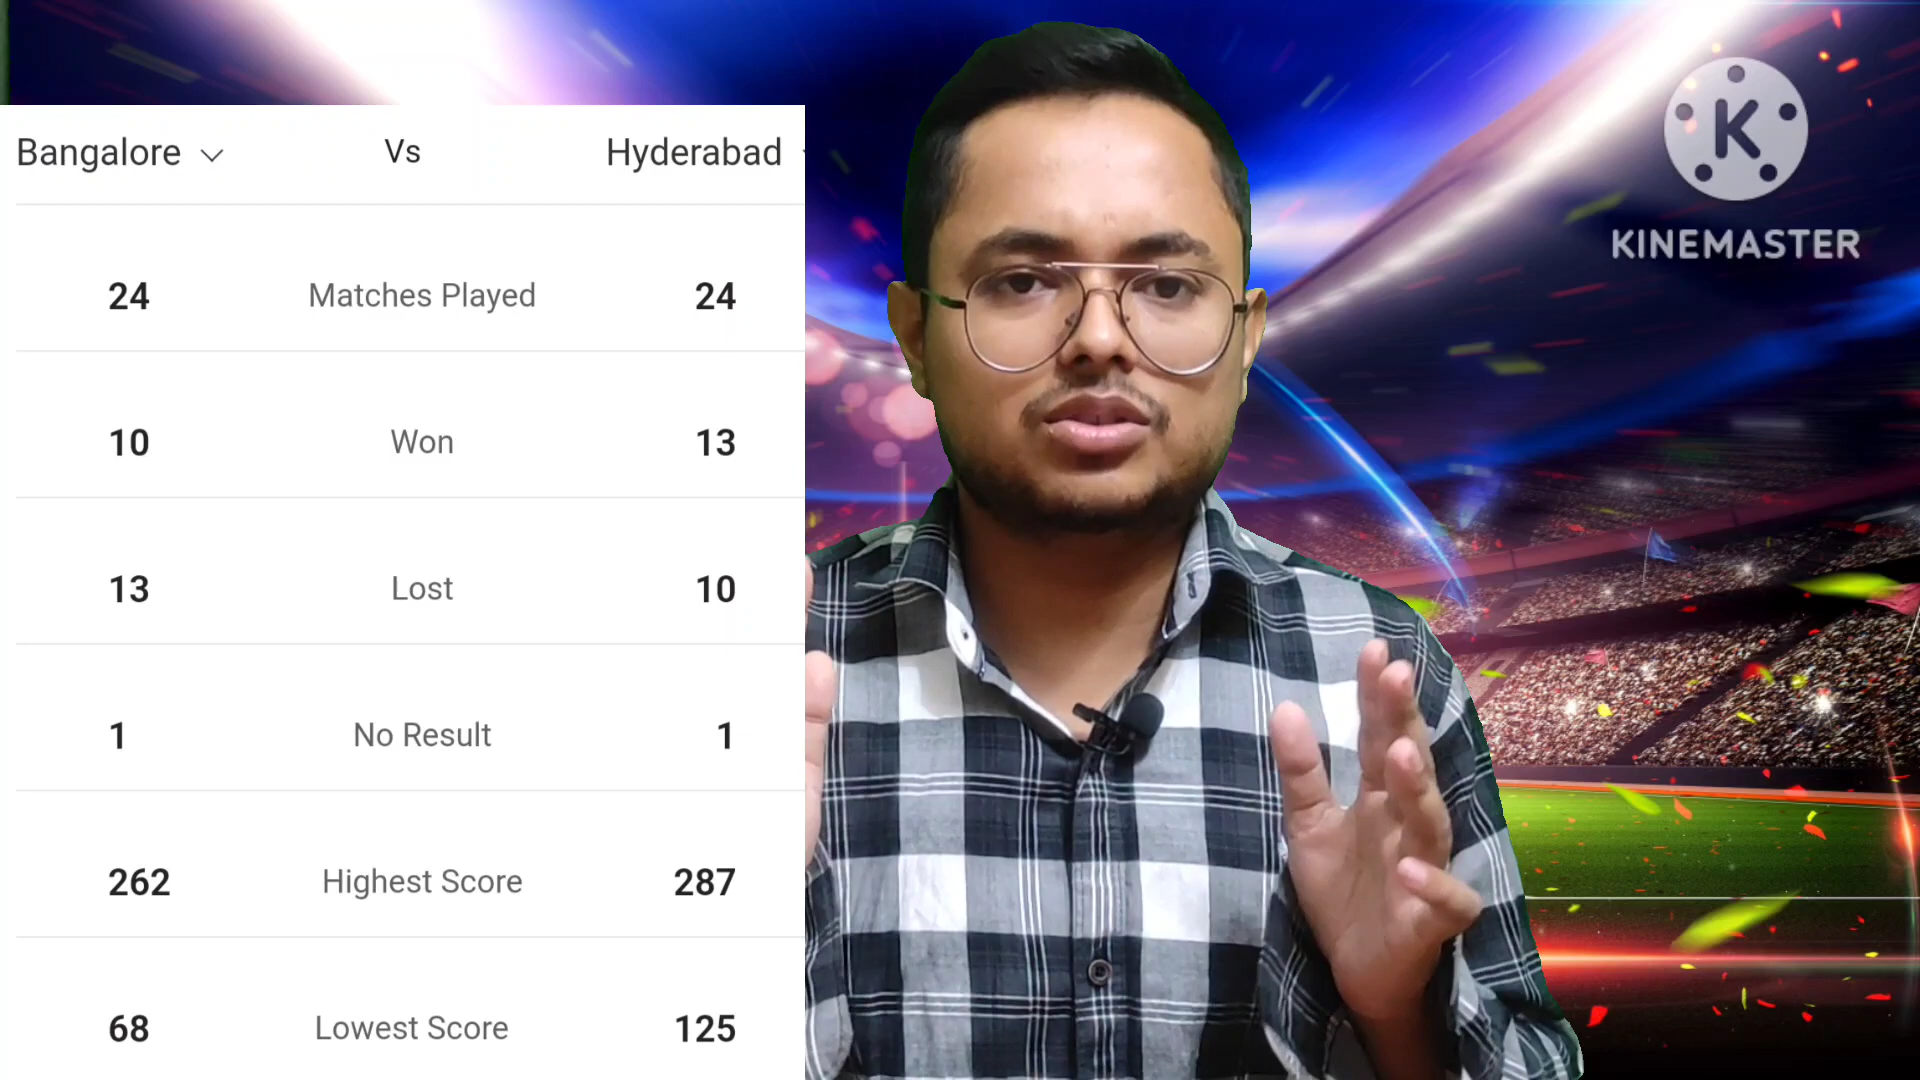 Bangalore Vs Hyderabad
24 Matches Played 24
10 Won 13
13 Lost 10
1 No Result 1
262 Highest Score 287
68 Lowest Score 125
K
KINEMASTER